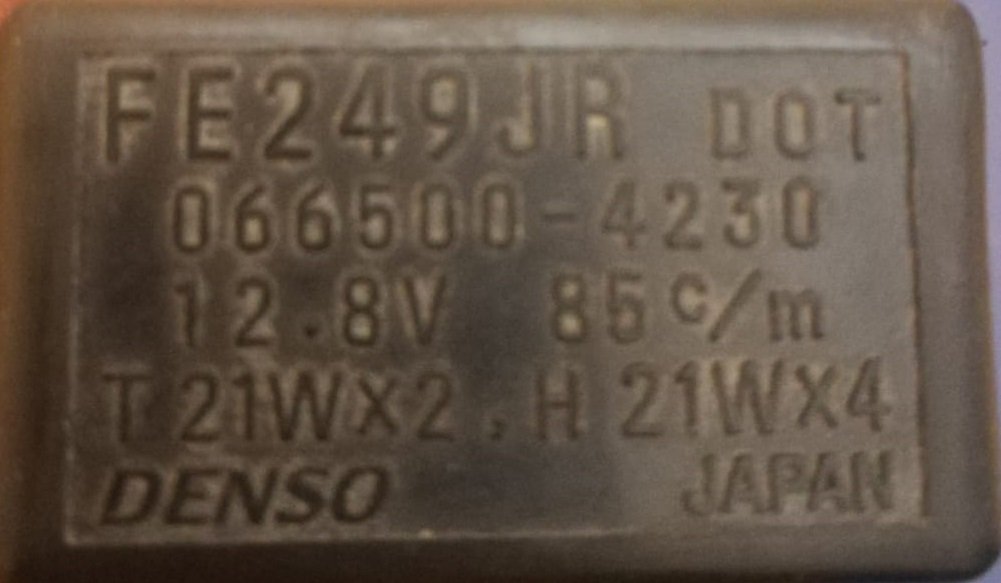 FE249JR DOT
066500-4230
12.8V 85c/m
T 21WX2.H 21WX4
DENSO JAPAN